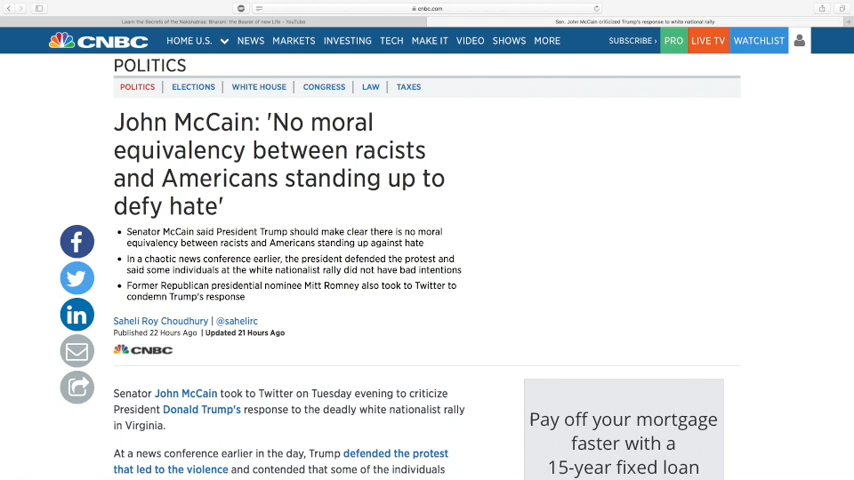 cnbc.com
Learn the Secrets of the Nakshatras: Bharani: the Bearer of new Life - YouTube
Sen. John McCain criticized Trump's response to white national rally
CNBC HOME U.S. NEWS MARKETS INVESTING TECH MAKE IT VIDEO SHOWS MORE SUBSCRIBE › PRO LIVE TV WATCHLIST
POLITICS
POLITICS ELECTIONS WHITE HOUSE CONGRESS LAW TAXES
John McCain: 'No moral
equivalency between racists
and Americans standing up to
defy hate'
Senator McCain said President Trump should make clear there is no moral
equivalency between racists and Americans standing up against hate
In a chaotic news conference earlier, the president defended the protest and
said some individuals at the white nationalist rally did not have bad intentions
Former Republican presidential nominee Mitt Romney also took to Twitter to
condemn Trump's response
Saheli Roy Choudhury | @sahelirc
Published 22 Hours Ago | Updated 21 Hours Ago
CNBC
Senator John McCain took to Twitter on Tuesday evening to criticize
President Donald Trump's response to the deadly white nationalist rally
in Virginia.
At a news conference earlier in the day, Trump defended the protest
that led to the violence and contended that some of the individuals
Pay off your mortgage
faster with a
15-year fixed loan